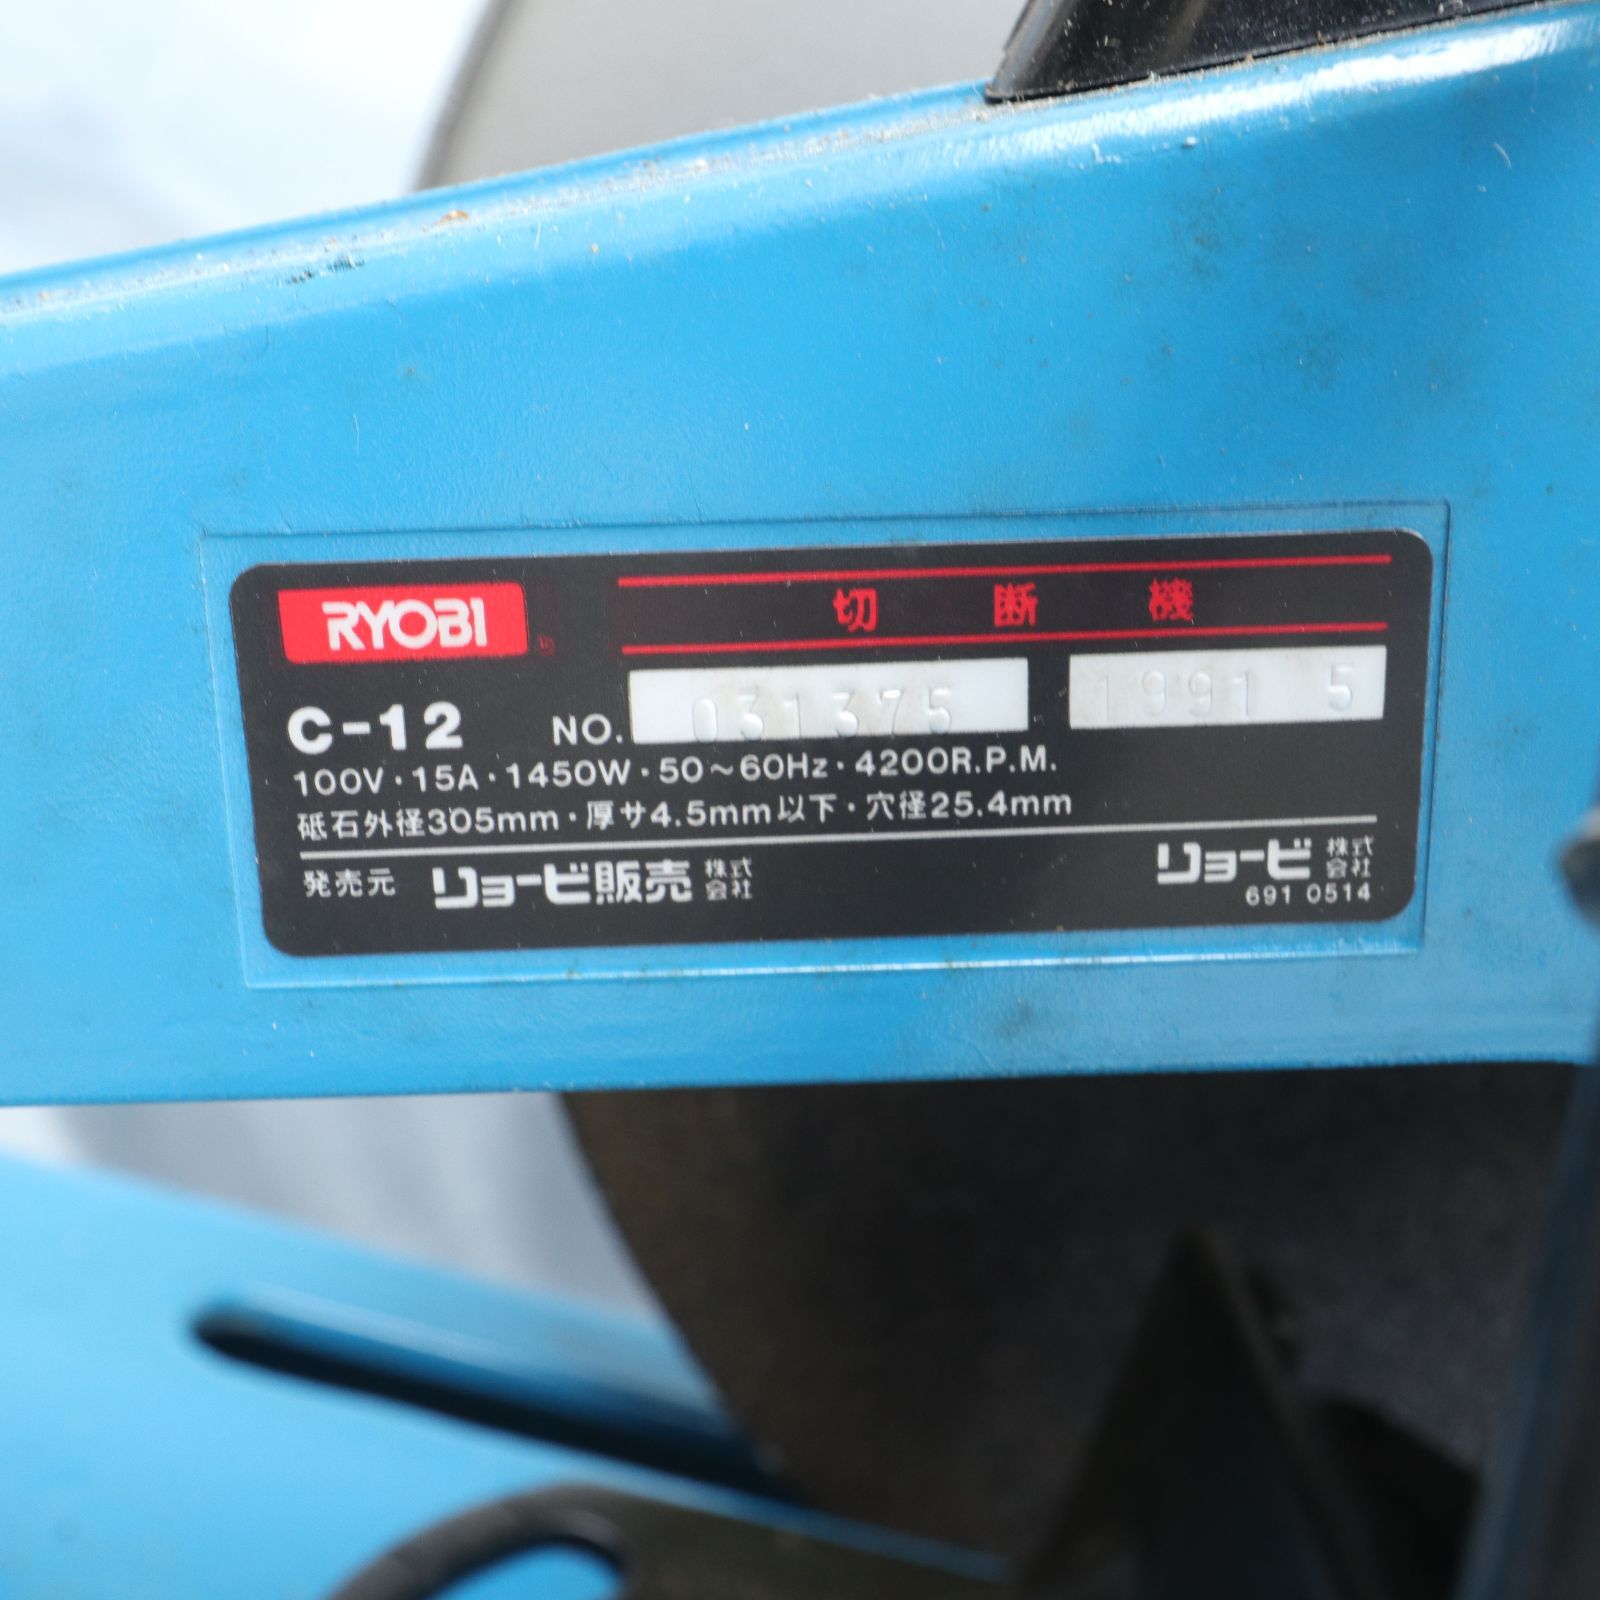 RYOBI
切断機
C-12 NO. 031375 1991 5
100V・15A・1450W・50～60Hz・4200R.P.M.
砥石外径305mm・厚サ4.5mm以下・穴径25.4mm
発売元 リョービ販売株式会社 リョービ株式会社
691 0514